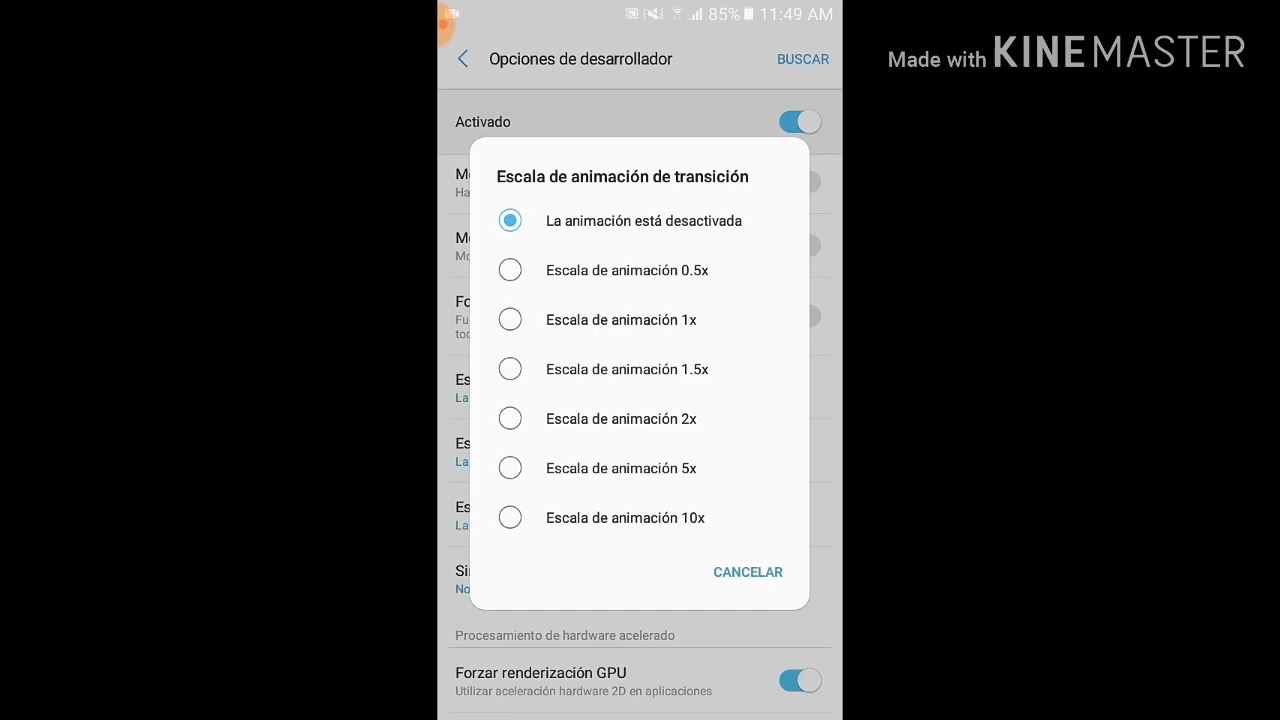 85% 11:49 AM
Made with KINEMASTER
Opciones de desarrollador
BUSCAR
Activado
Escala de animación de transición
La animación está desactivada
Escala de animación 0.5x
Escala de animación 1x
Escala de animación 1.5x
Escala de animación 2x
Escala de animación 5x
Escala de animación 10x
CANCELAR
Procesamiento de hardware acelerado
Forzar renderización GPU
Utilizar aceleración hardware 2D en aplicaciones